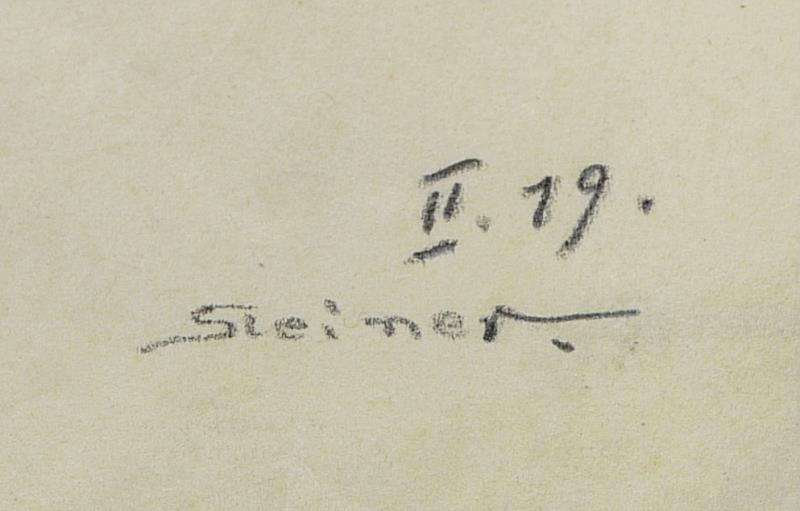 II. 19.
Steiner.